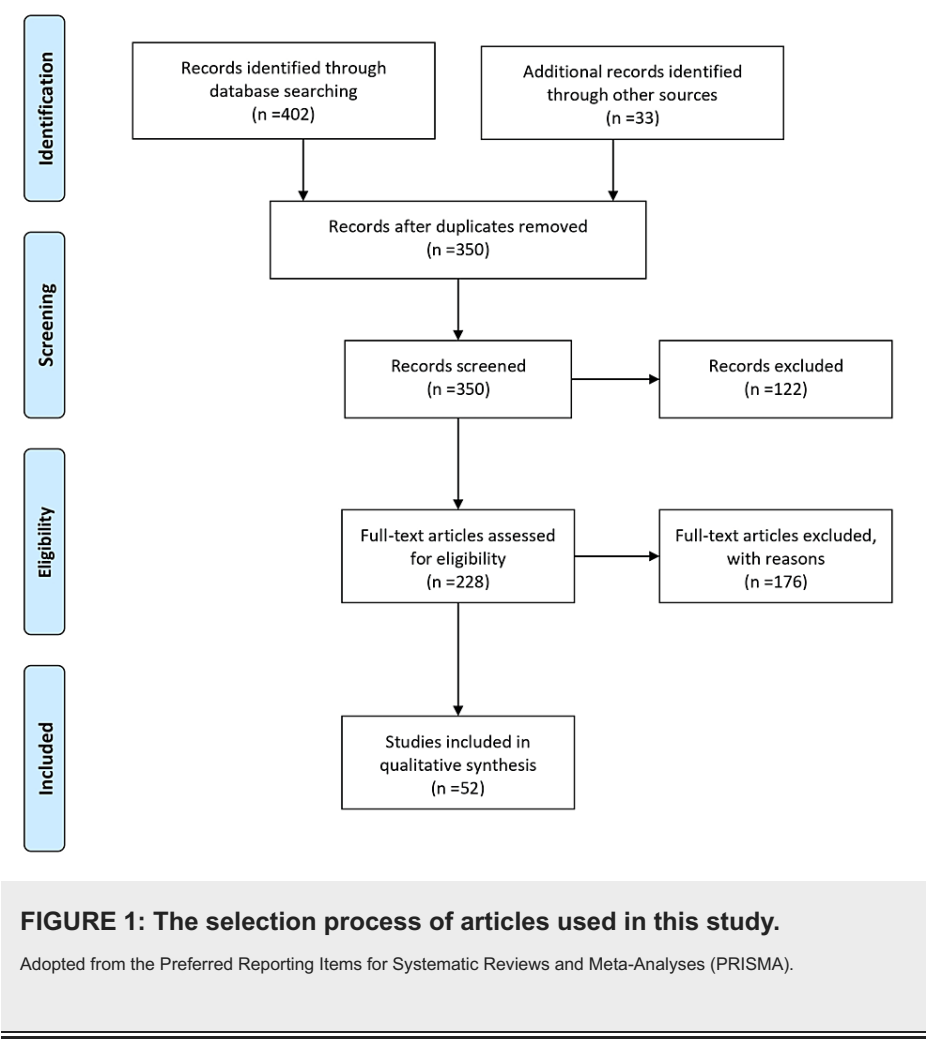 Identification
Records identified through
database searching
(n =402)
Additional records identified
through other sources
(n =33)
Records after duplicates removed
(n =350)
Screening
Records screened
(n =350)
Records excluded
(n =122)
Eligibility
Full-text articles assessed
for eligibility
(n =228)
Full-text articles excluded,
with reasons
(n =176)
Included
Studies included in
qualitative synthesis
(n =52)
FIGURE 1: The selection process of articles used in this study.
Adopted from the Preferred Reporting Items for Systematic Reviews and Meta-Analyses (PRISMA).